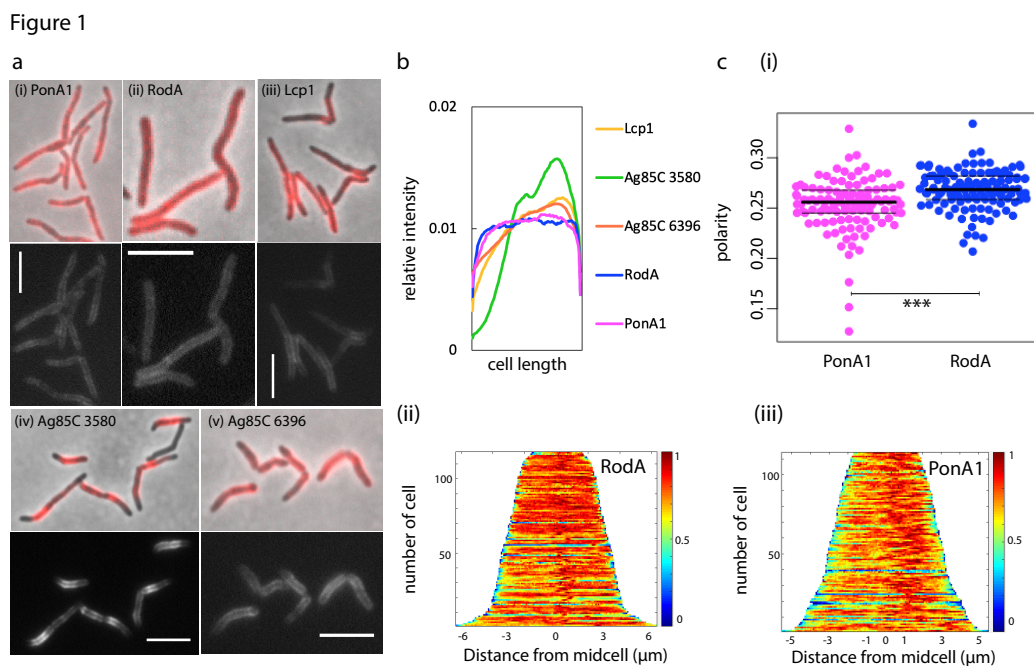 Figure 1
a
(i) PonA1
(ii) RodA
(iii) Lcp1
(iv) Ag85C 3580
(v) Ag85C 6396
b
0.02
0.01
0
relative intensity
cell length
Lcp1
Ag85C 3580
Ag85C 6396
RodA
PonA1
c
(i)
0.30
0.25
0.20
0.15
polarity
***
PonA1
RodA
(ii)
RodA
100
50
number of cell
-6
-3
0
3
6
Distance from midcell (µm)
1
0.5
0
(iii)
PonA1
100
50
number of cell
-5
-3
-1
0
1
3
5
Distance from midcell (µm)
1
0.5
0